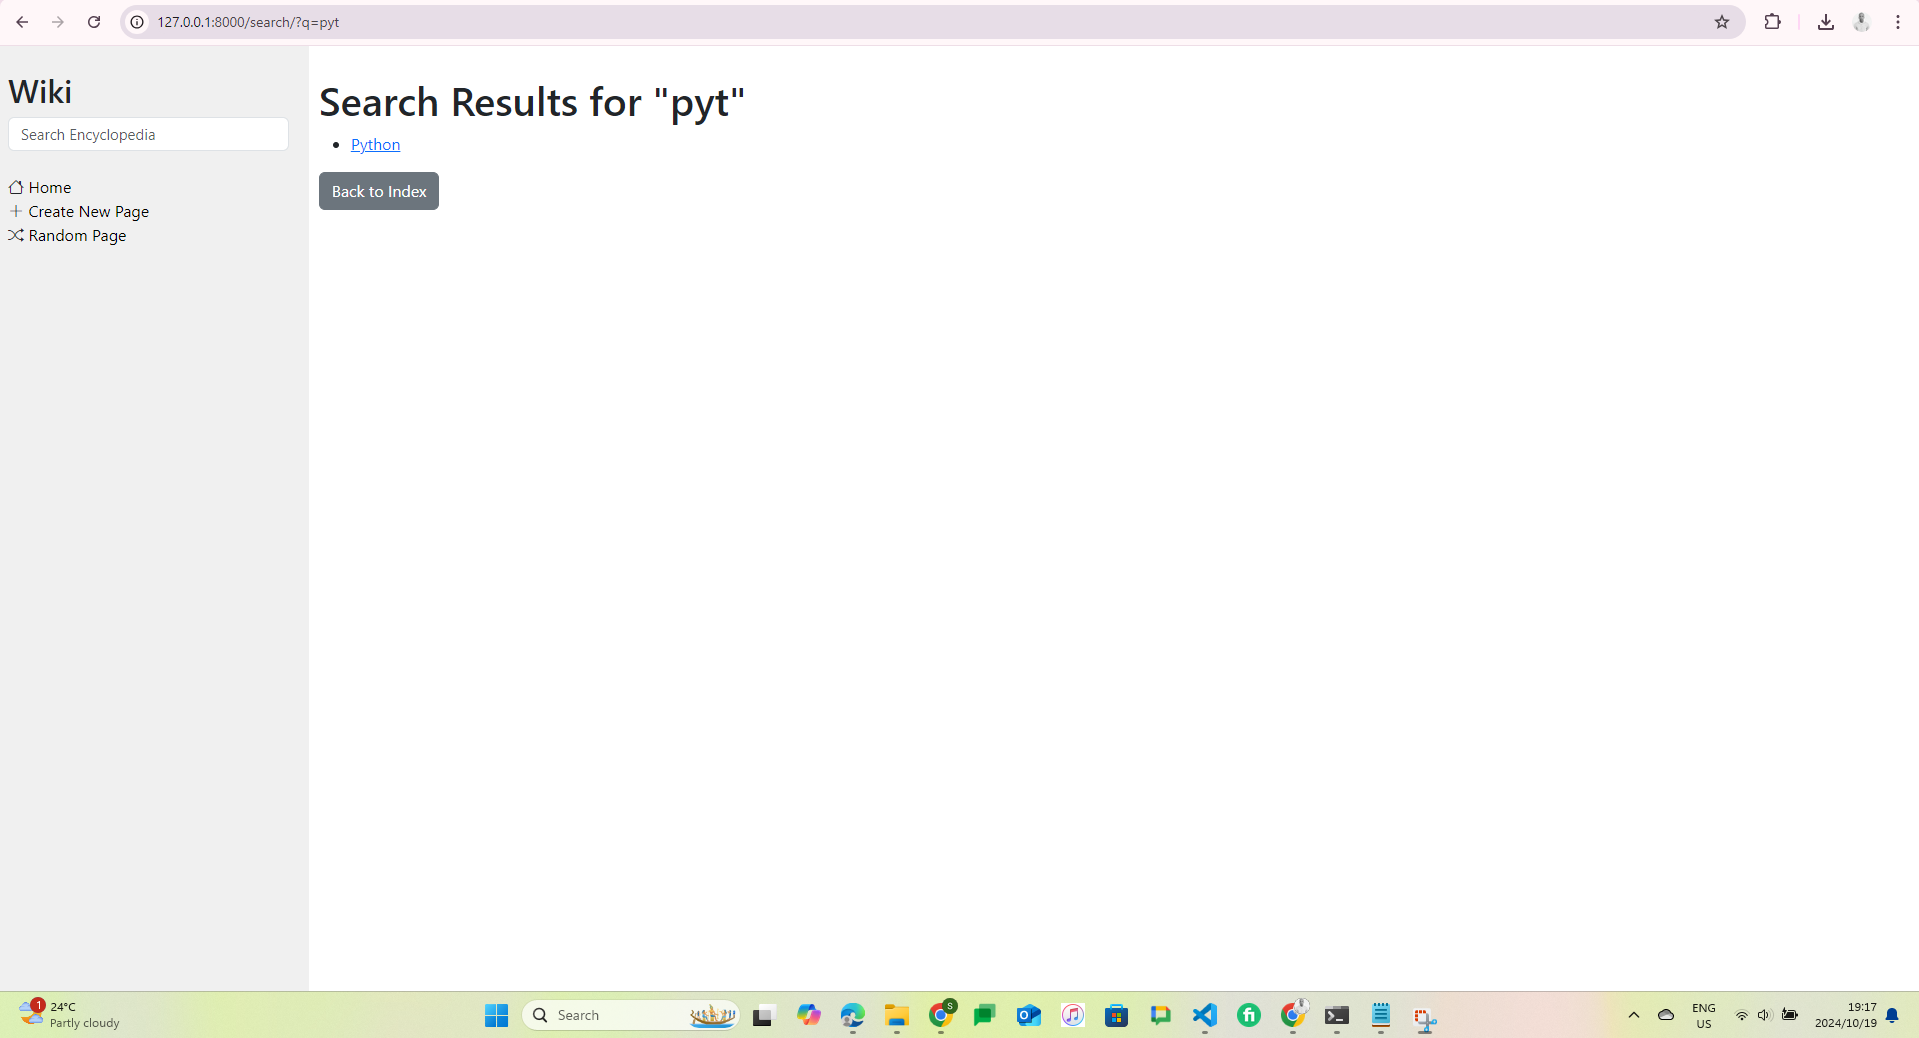 127.0.0.1:8000/search/?q=pyt
Wiki
Search Encyclopedia
Home
Create New Page
Random Page
Search Results for "pyt"
Python
Back to Index
1
24°C
Partly cloudy
Search
S
ENG
US
19:17
2024/10/19